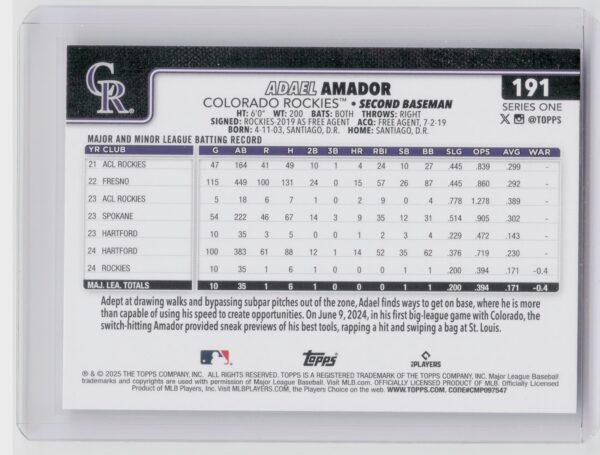 CR
191
SERIES ONE
@TOPPS
ADAEL AMADOR
COLORADO ROCKIES™ • SECOND BASEMAN
HT: 6'0" WT: 200 BATS: BOTH THROWS: RIGHT
SIGNED: ROCKIES 2019 AS FREE AGENT ACQ: FREE AGENT, 7-2-19
BORN: 4-11-03, SANTIAGO, D.R. HOME: SANTIAGO, D.R.
MAJOR AND MINOR LEAGUE BATTING RECORD
YR CLUB G AB R H 2B 3B HR RBI SB BB SLG OPS AVG WAR
21 ACL ROCKIES 47 164 41 49 10 1 4 24 10 27 .445 .839 .299 -
22 FRESNO 115 449 100 131 24 0 15 57 26 87 .445 .860 .292 -
23 ACL ROCKIES 5 18 6 7 1 0 2 9 0 4 .778 1.278 .389 -
23 SPOKANE 54 222 46 67 14 3 9 35 12 31 .514 .905 .302 -
23 HARTFORD 10 35 3 5 0 0 1 2 3 4 .229 .472 .143 -
24 HARTFORD 100 383 61 88 12 1 14 52 35 62 .376 .719 .230 -
24 ROCKIES 10 35 1 6 1 0 0 0 1 1 .200 .394 .171 -0.4
MAJ. LEA. TOTALS 10 35 1 6 1 0 0 0 1 1 .200 .394 .171 -0.4
Adept at drawing walks and bypassing subpar pitches out of the zone, Adael finds ways to get on base, where he is more
than capable of using his speed to create opportunities. On June 9, 2024, in his first big-league game with Colorado, the
switch-hitting Amador provided sneak previews of his best tools, rapping a hit and swiping a bag at St. Louis.
Topps
PLAYERS
® & © 2025 THE TOPPS COMPANY, INC. ALL RIGHTS RESERVED. TOPPS IS A REGISTERED TRADEMARK OF THE TOPPS COMPANY, INC. Major League Baseball
trademarks and copyrights are used with permission of Major League Baseball. Visit MLB.com. OFFICIALLY LICENSED PRODUCT OF MLB. Officially Licensed
Product of MLB Players, Inc. Visit MLBPLAYERS.COM, the Players Choice on the web. WWW.TOPPS.COM. CODE#CMP097547